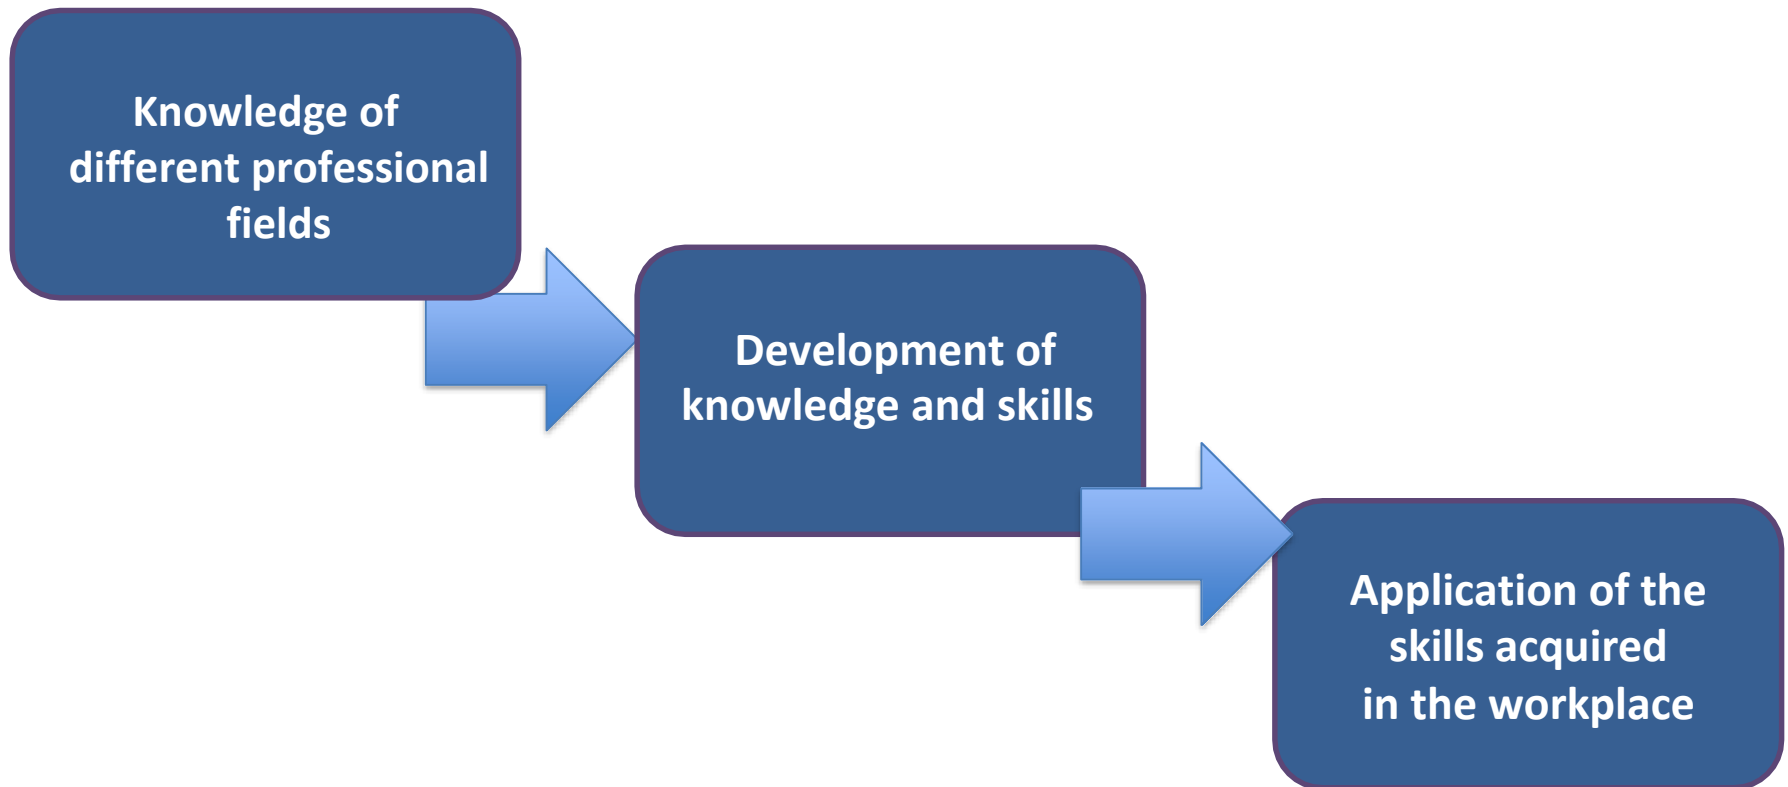 Knowledge of
different professional
fields
Development of
knowledge and skills
Application of the
skills acquired
in the workplace